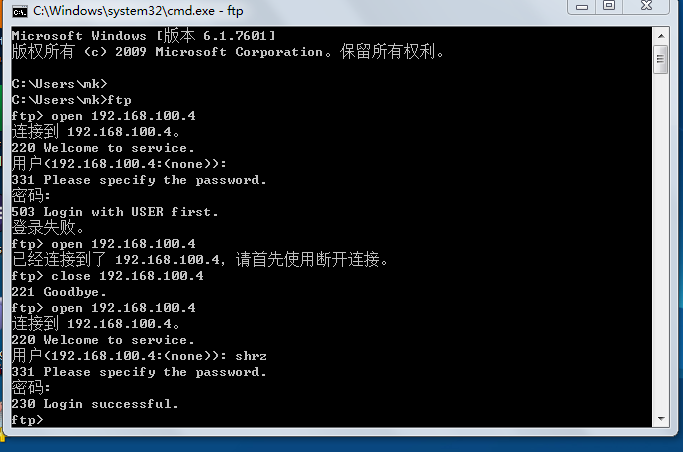 C:\Windows\system32\cmd.exe - ftp
Microsoft Windows [版本 6.1.7601]
版权所有 (c) 2009 Microsoft Corporation。保留所有权利。
C:\Users\mk>
C:\Users\mk>ftp
ftp> open 192.168.100.4
连接到 192.168.100.4。
220 Welcome to service.
用户(192.168.100.4:(none)):
331 Please specify the password.
密码:
503 Login with USER first.
登录失败。
ftp> open 192.168.100.4
已经连接到了 192.168.100.4，请首先使用断开连接。
ftp> close 192.168.100.4
221 Goodbye.
ftp> open 192.168.100.4
连接到 192.168.100.4。
220 Welcome to service.
用户(192.168.100.4:(none)): shrz
331 Please specify the password.
密码:
230 Login successful.
ftp>